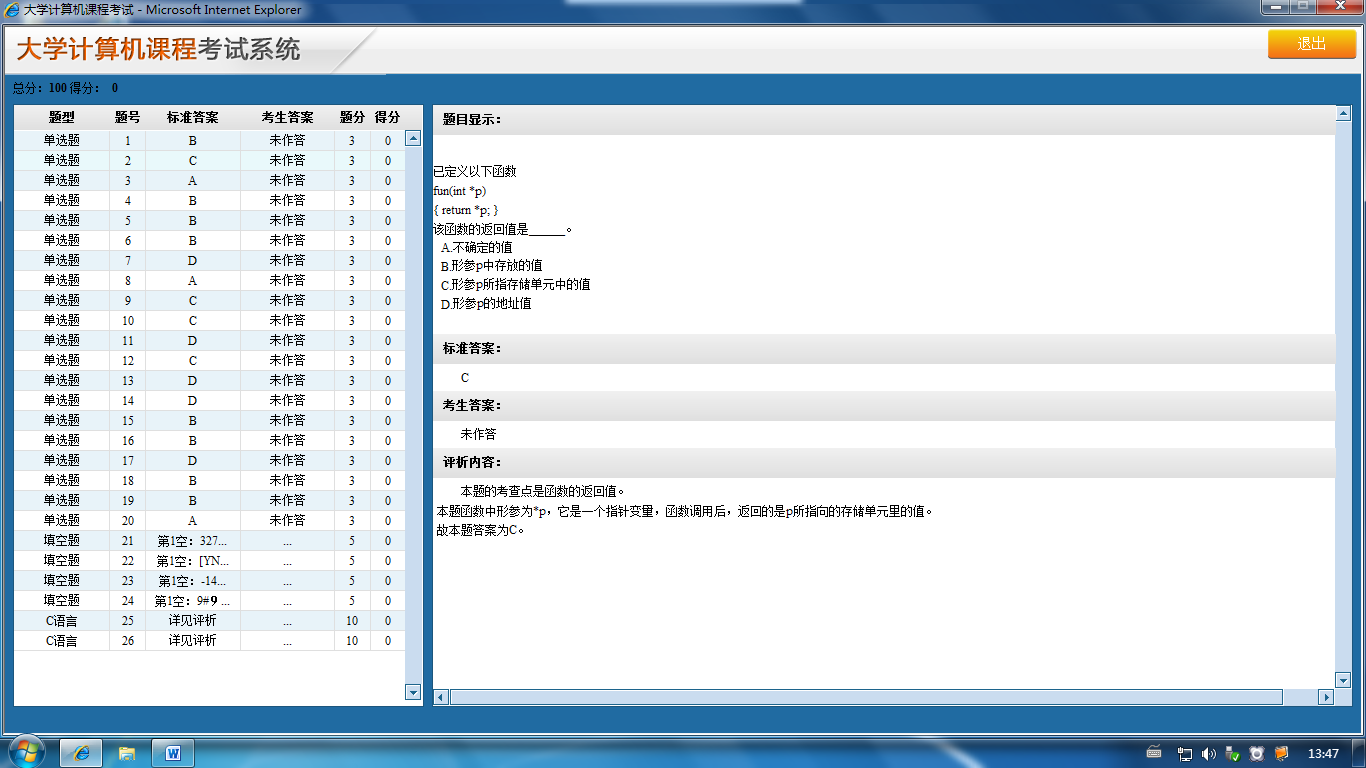 大学计算机课程考试 - Microsoft Internet Explorer
大学计算机课程考试系统
退出
总分：100 得分： 0
题型 题号 标准答案 考生答案 题分 得分
单选题 1 B 未作答 3 0
单选题 2 C 未作答 3 0
单选题 3 A 未作答 3 0
单选题 4 B 未作答 3 0
单选题 5 B 未作答 3 0
单选题 6 B 未作答 3 0
单选题 7 D 未作答 3 0
单选题 8 A 未作答 3 0
单选题 9 C 未作答 3 0
单选题 10 C 未作答 3 0
单选题 11 D 未作答 3 0
单选题 12 C 未作答 3 0
单选题 13 D 未作答 3 0
单选题 14 D 未作答 3 0
单选题 15 B 未作答 3 0
单选题 16 B 未作答 3 0
单选题 17 D 未作答 3 0
单选题 18 B 未作答 3 0
单选题 19 B 未作答 3 0
单选题 20 A 未作答 3 0
填空题 21 第1空：327... ... 5 0
填空题 22 第1空：[YN... ... 5 0
填空题 23 第1空：-14... ... 5 0
填空题 24 第1空：9#9 ... ... 5 0
C语言 25 详见评析 ... 10 0
C语言 26 详见评析 ... 10 0
题目显示：
已定义以下函数
fun(int *p)
{ return *p; }
该函数的返回值是______。
A.不确定的值
B.形参p中存放的值
C.形参p所指存储单元中的值
D.形参p的地址值
标准答案：
C
考生答案：
未作答
评析内容：
本题的考查点是函数的返回值。
本题函数中形参为*p，它是一个指针变量，函数调用后，返回的是p所指向的存储单元里的值。
故本题答案为C。
13:47